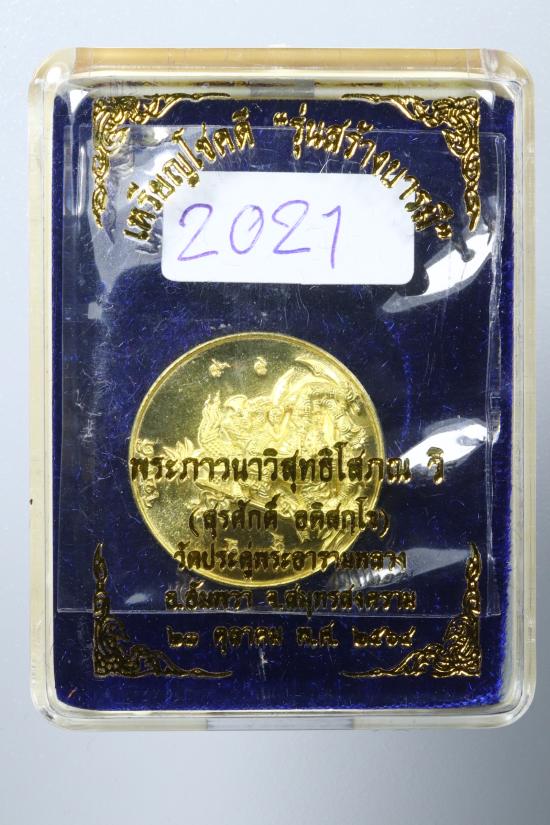 เหรียญโชคดี "รุ่นสร้างบารมี"
2021
พระภาวนาวิสุทธิโสภณ วิ
(สุรศักดิ์ อติสกฺโข)
วัดประดู่พระอารามหลวง
อ.อัมพวา จ.สมุทรสงคราม
๒๓ ตุลาคม พ.ศ. ๒๕๖๔